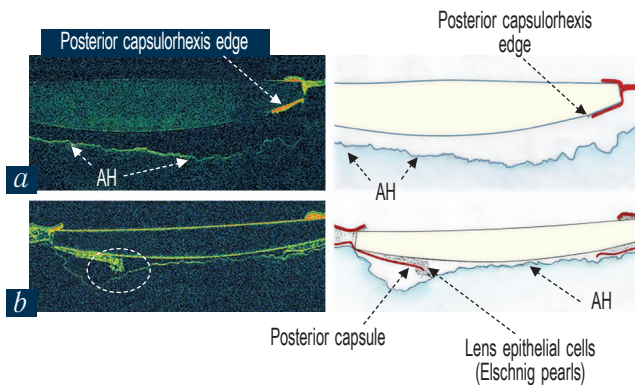 Posterior capsulorhexis edge
Posterior capsulorhexis
edge
AH
AH
a
b
AH
Posterior capsule
Lens epithelial cells
(Elschnig pearls)